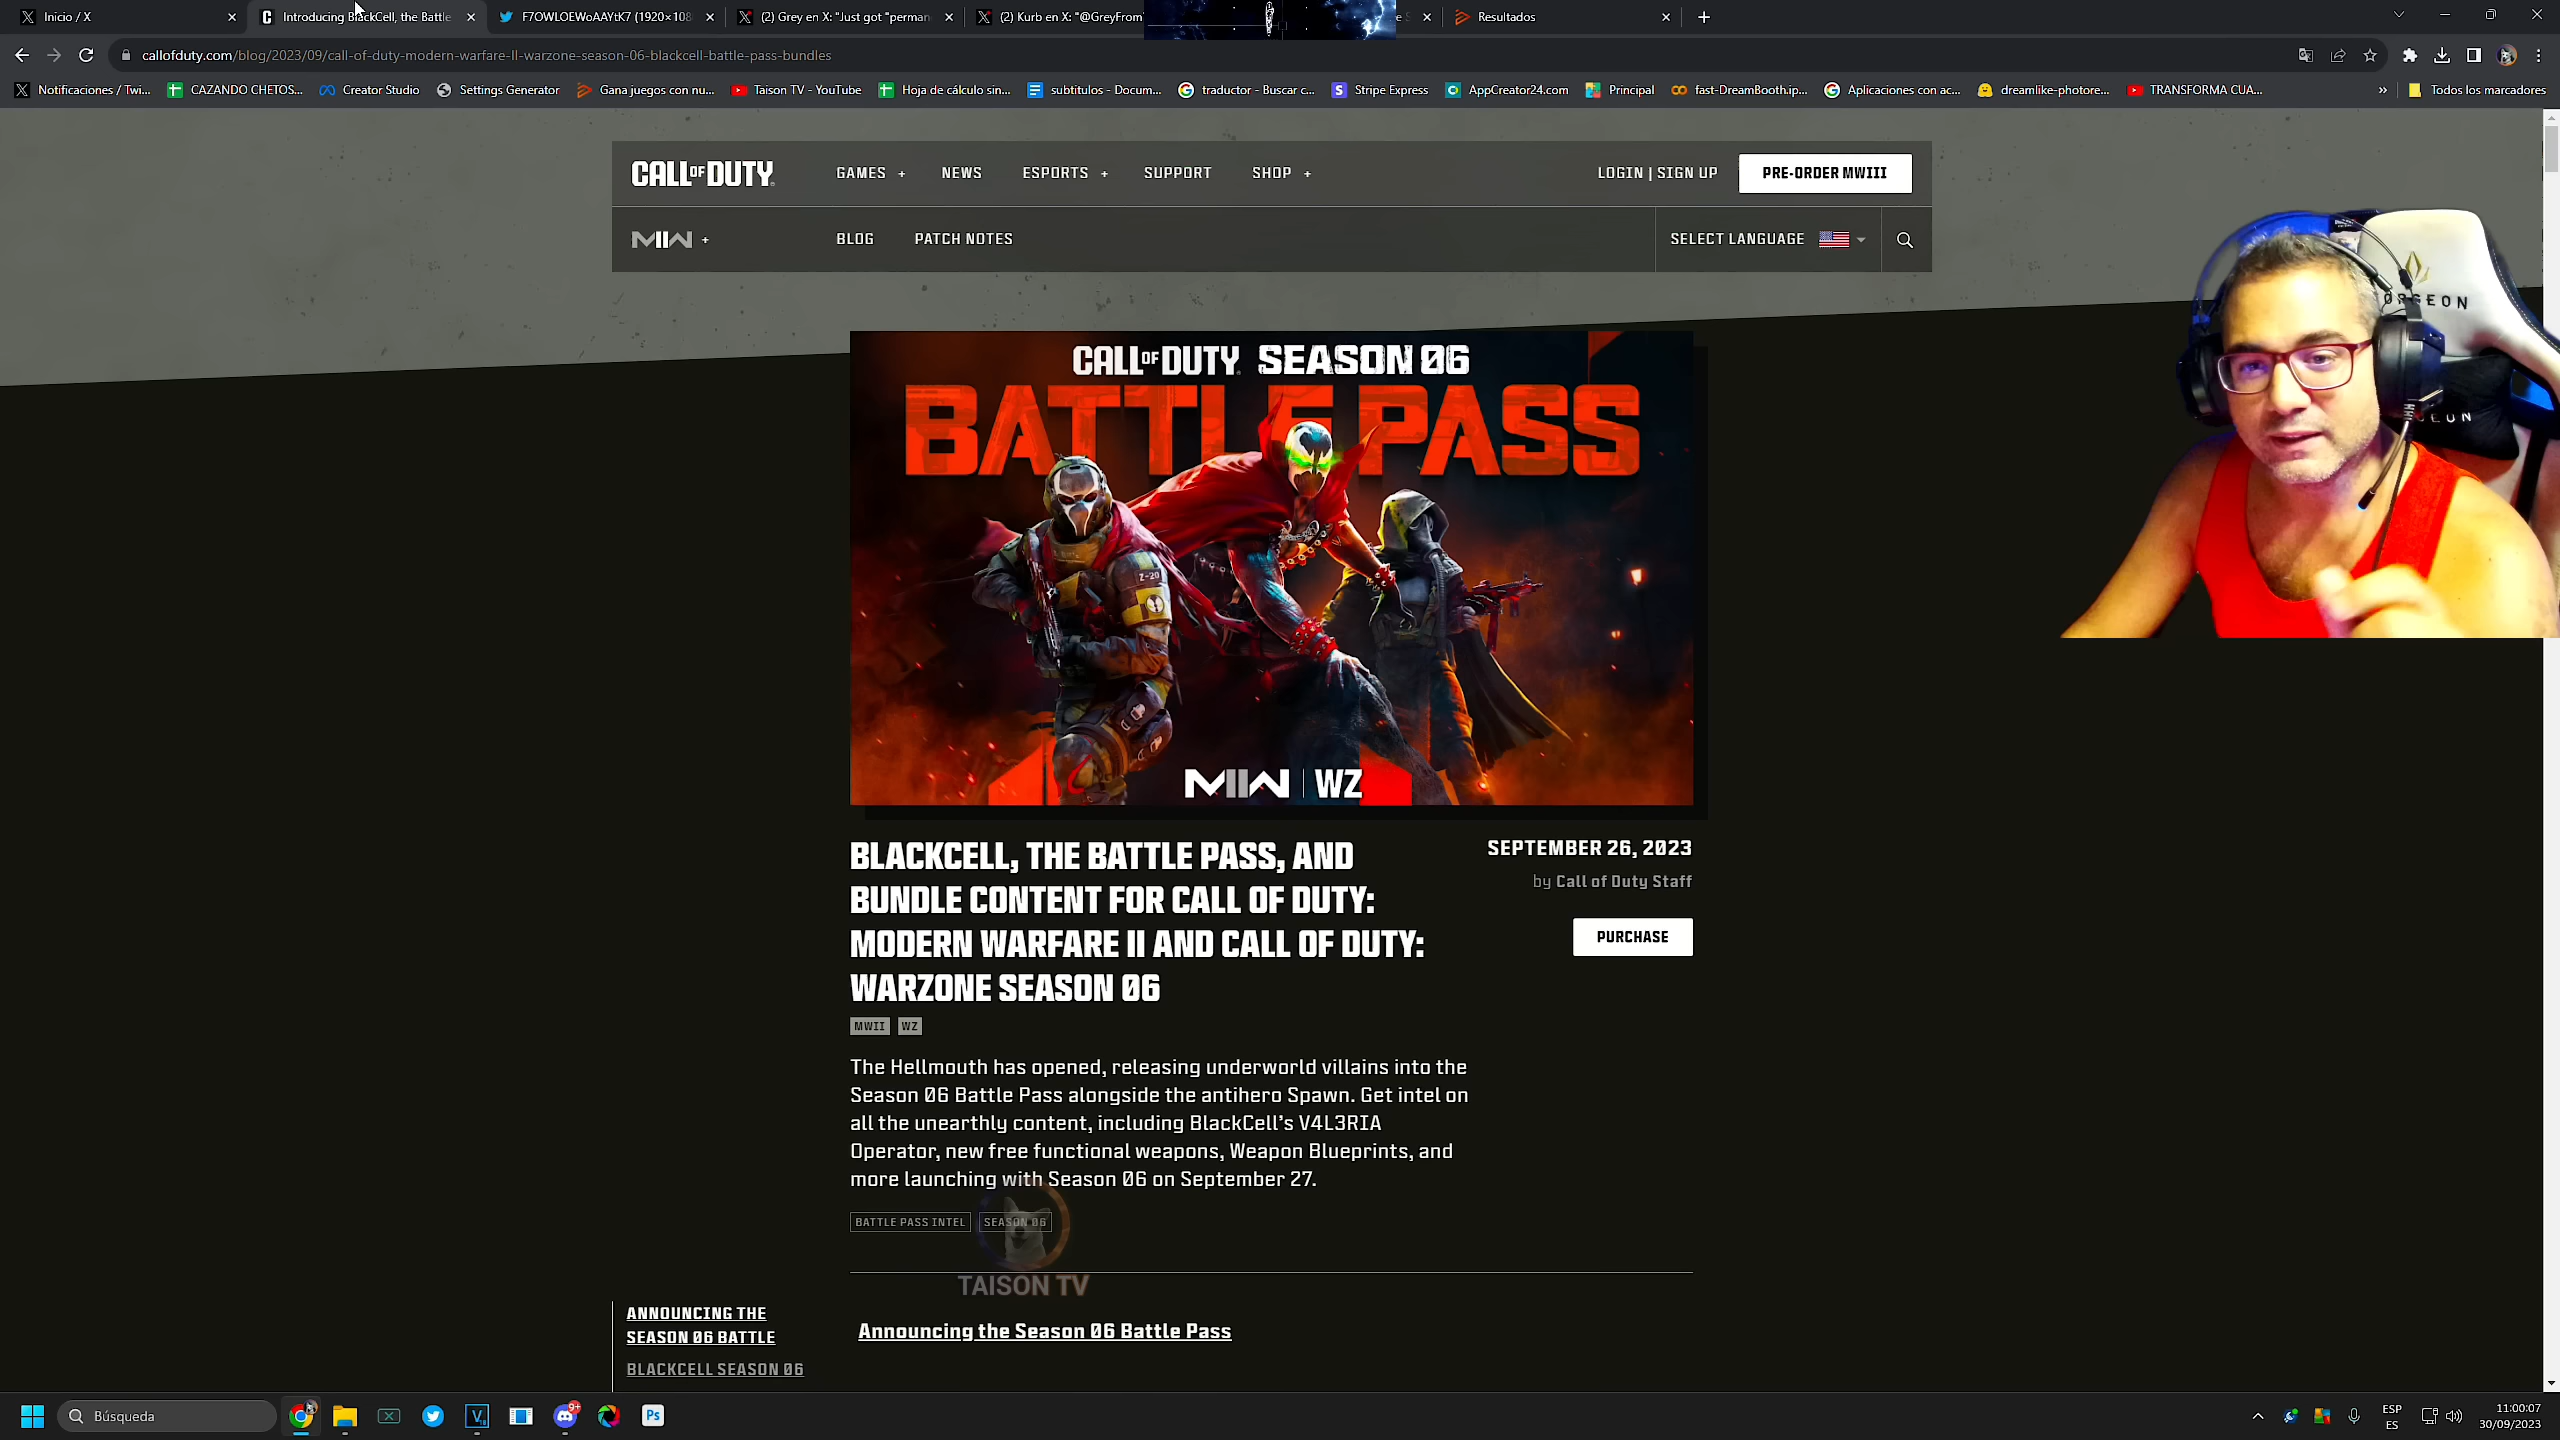 Inicio / X
Introducing BlackCell, the Battle
F7OWLOEWoAAYtK7 (1920×108
(2) Grey en X: "Just got "perman
(2) Kurb en X: "@GreyFrom
Resultados
callofduty.com/blog/2023/09/call-of-duty-modern-warfare-II-warzone-season-06-blackcell-battle-pass-bundles
Notificaciones / Twi...
CAZANDO CHETOS...
Creator Studio
Settings Generator
Gana juegos con nu...
Taison TV - YouTube
Hoja de cálculo sin...
subtitulos - Docum...
traductor - Buscar c...
Stripe Express
AppCreator24.com
Principal
fast-DreamBooth.ip...
Aplicaciones con ac...
dreamlike-photore...
TRANSFORMA CUA...
»
Todos los marcadores
CALL OF DUTY
GAMES +
NEWS
ESPORTS +
SUPPORT
SHOP +
LOGIN | SIGN UP
PRE-ORDER MWIII
MWII +
BLOG
PATCH NOTES
SELECT LANGUAGE
CALL OF DUTY SEASON 06
BATTLE PASS
Z-20
MWII | WZ
BLACKCELL, THE BATTLE PASS, AND
BUNDLE CONTENT FOR CALL OF DUTY:
MODERN WARFARE II AND CALL OF DUTY:
WARZONE SEASON 06
SEPTEMBER 26, 2023
by Call of Duty Staff
PURCHASE
MWII WZ
The Hellmouth has opened, releasing underworld villains into the
Season 06 Battle Pass alongside the antihero Spawn. Get intel on
all the unearthly content, including BlackCell's V4L3RIA
Operator, new free functional weapons, Weapon Blueprints, and
more launching with Season 06 on September 27.
BATTLE PASS INTEL
SEASON 06
TAISON TV
ANNOUNCING THE
SEASON 06 BATTLE
BLACKCELL SEASON 06
Announcing the Season 06 Battle Pass
Búsqueda
9+
Ps
ESP
ES
11:00:07
30/09/2023